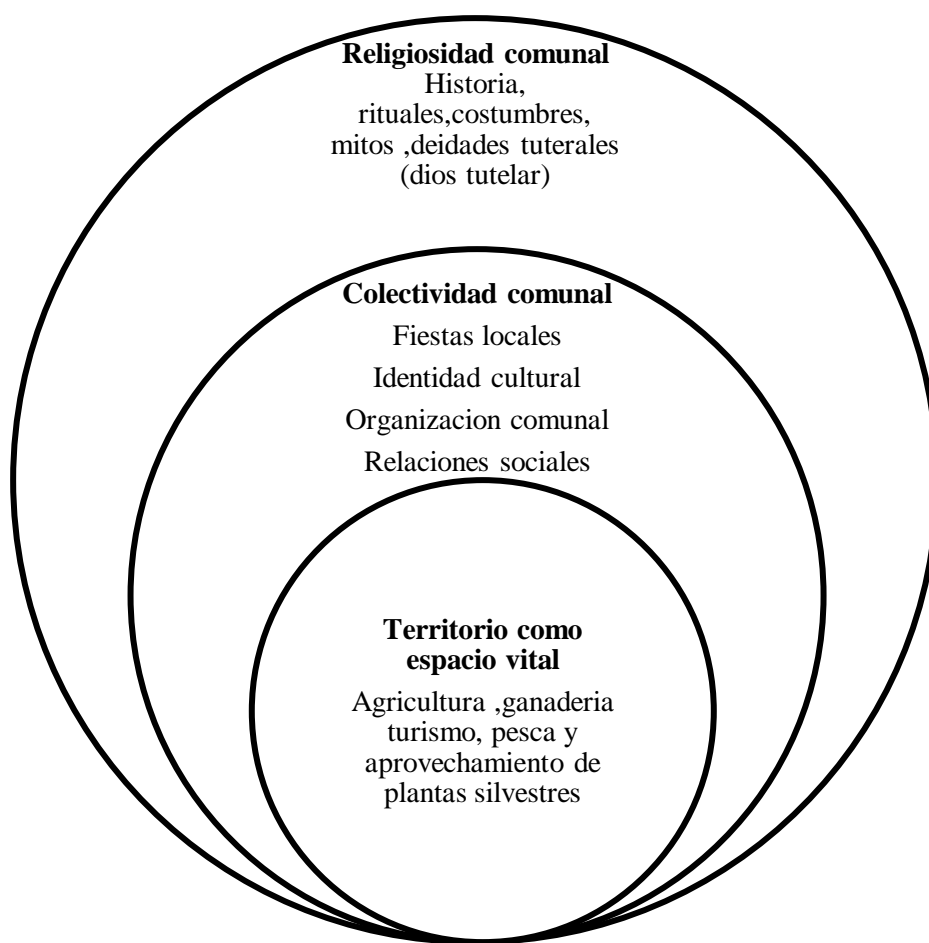 Religiosidad comunal
Historia,
rituales,costumbres,
mitos ,deidades tuterales
(dios tutelar)
Colectividad comunal
Fiestas locales
Identidad cultural
Organizacion comunal
Relaciones sociales
Territorio como
espacio vital
Agricultura ,ganaderia
turismo, pesca y
aprovechamiento de
plantas silvestres